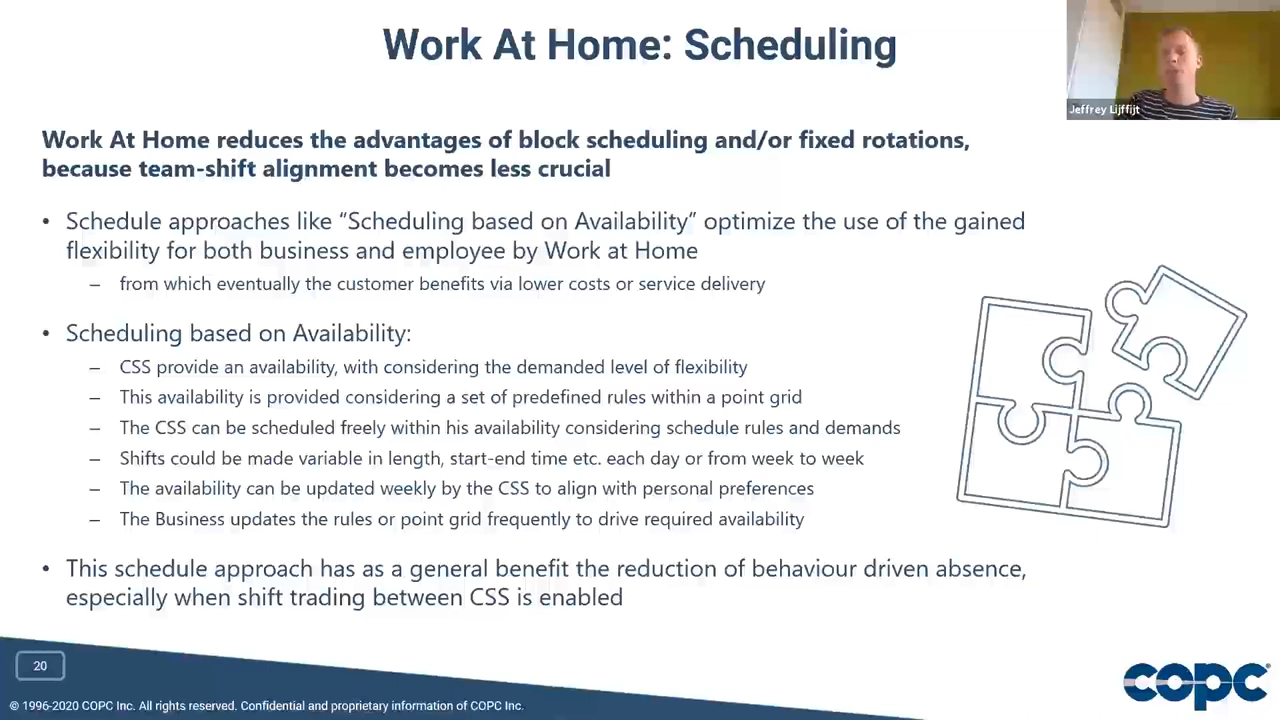 Work At Home: Scheduling
Jeffrey Lijffijt
Work At Home reduces the advantages of block scheduling and/or fixed rotations,
because team-shift alignment becomes less crucial
• Schedule approaches like “Scheduling based on Availability” optimize the use of the gained
flexibility for both business and employee by Work at Home
– from which eventually the customer benefits via lower costs or service delivery
• Scheduling based on Availability:
– CSS provide an availability, with considering the demanded level of flexibility
– This availability is provided considering a set of predefined rules within a point grid
– The CSS can be scheduled freely within his availability considering schedule rules and demands
– Shifts could be made variable in length, start-end time etc. each day or from week to week
– The availability can be updated weekly by the CSS to align with personal preferences
– The Business updates the rules or point grid frequently to drive required availability
• This schedule approach has as a general benefit the reduction of behaviour driven absence,
especially when shift trading between CSS is enabled
20
copc®
© 1996-2020 COPC Inc. All rights reserved. Confidential and proprietary information of COPC Inc.